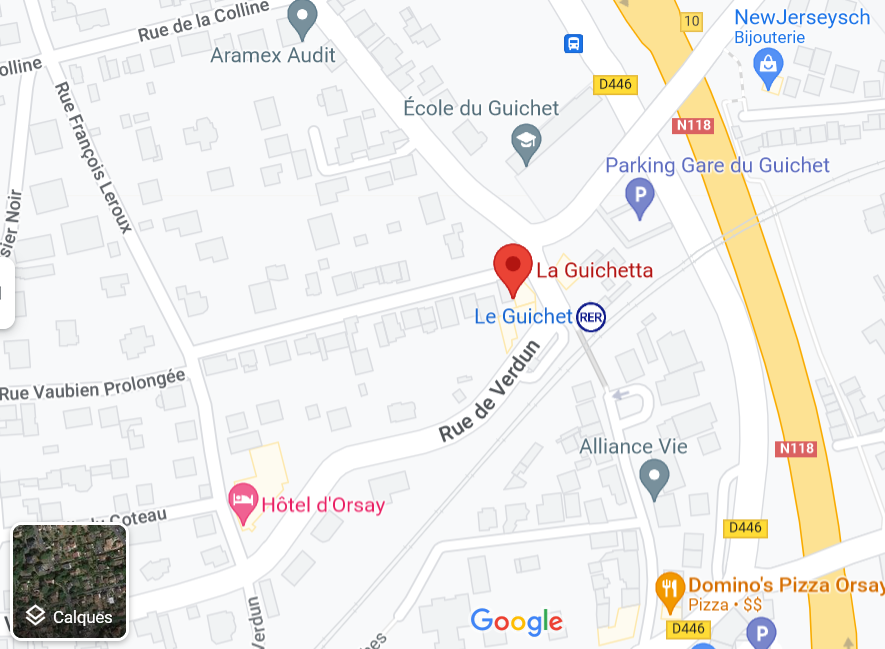 Rue de la Colline
10
NewJerseysch
Bijouterie
Aramex Audit
olline
D446
École du Guichet
N118
Rue François Leroux
Parking Gare du Guichet
P
sier Noir
La Guichetta
Le Guichet
RER
Rue Vaubien Prolongée
Rue de Verdun
Alliance Vie
N118
Hôtel d'Orsay
Coteau
D446
Domino's Pizza Orsay
Pizza • $$
Calques
Verdun
Google
D446
P